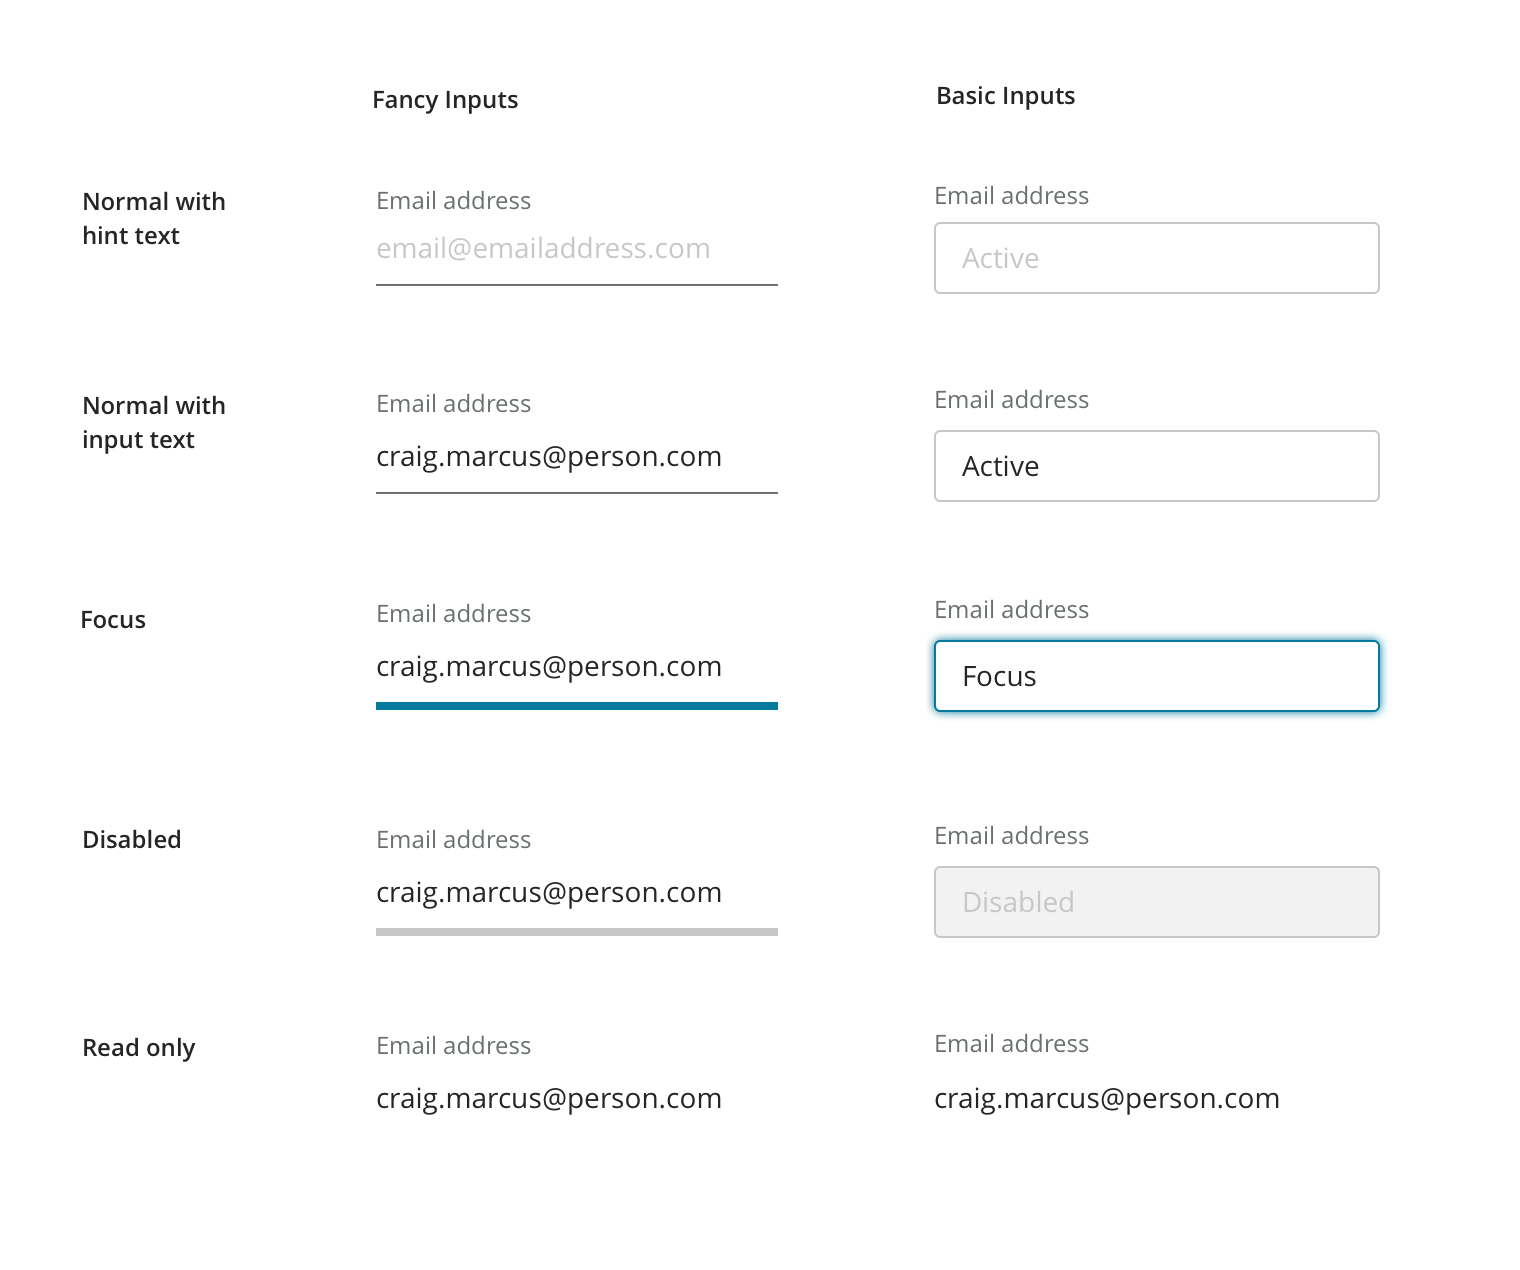 Fancy Inputs
Basic Inputs
Normal with
hint text
Email address
email@emailaddress.com
Email address
Active
Normal with
input text
Email address
craig.marcus@person.com
Email address
Active
Focus
Email address
craig.marcus@person.com
Email address
Focus
Disabled
Email address
craig.marcus@person.com
Email address
Disabled
Read only
Email address
craig.marcus@person.com
Email address
craig.marcus@person.com